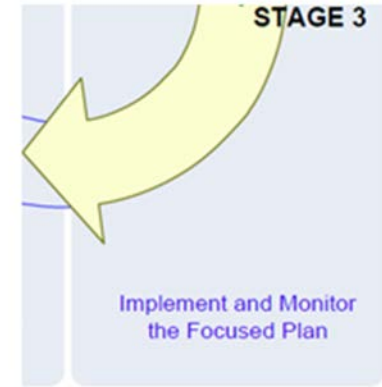 STAGE 3
Implement and Monitor
the Focused Plan